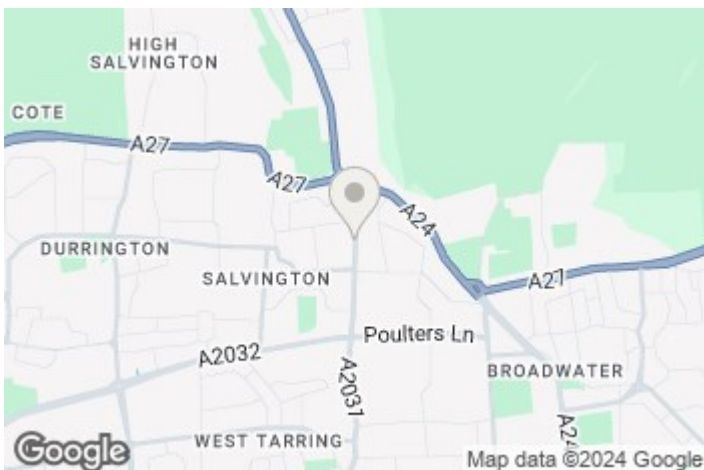 HIGH
SALVINGTON
COTE
A27
A27
A24
DURRINGTON
SALVINGTON
A27
Poulters Ln
A2032
A2031
BROADWATER
WEST TARRING
A24
Google
Map data ©2024 Google